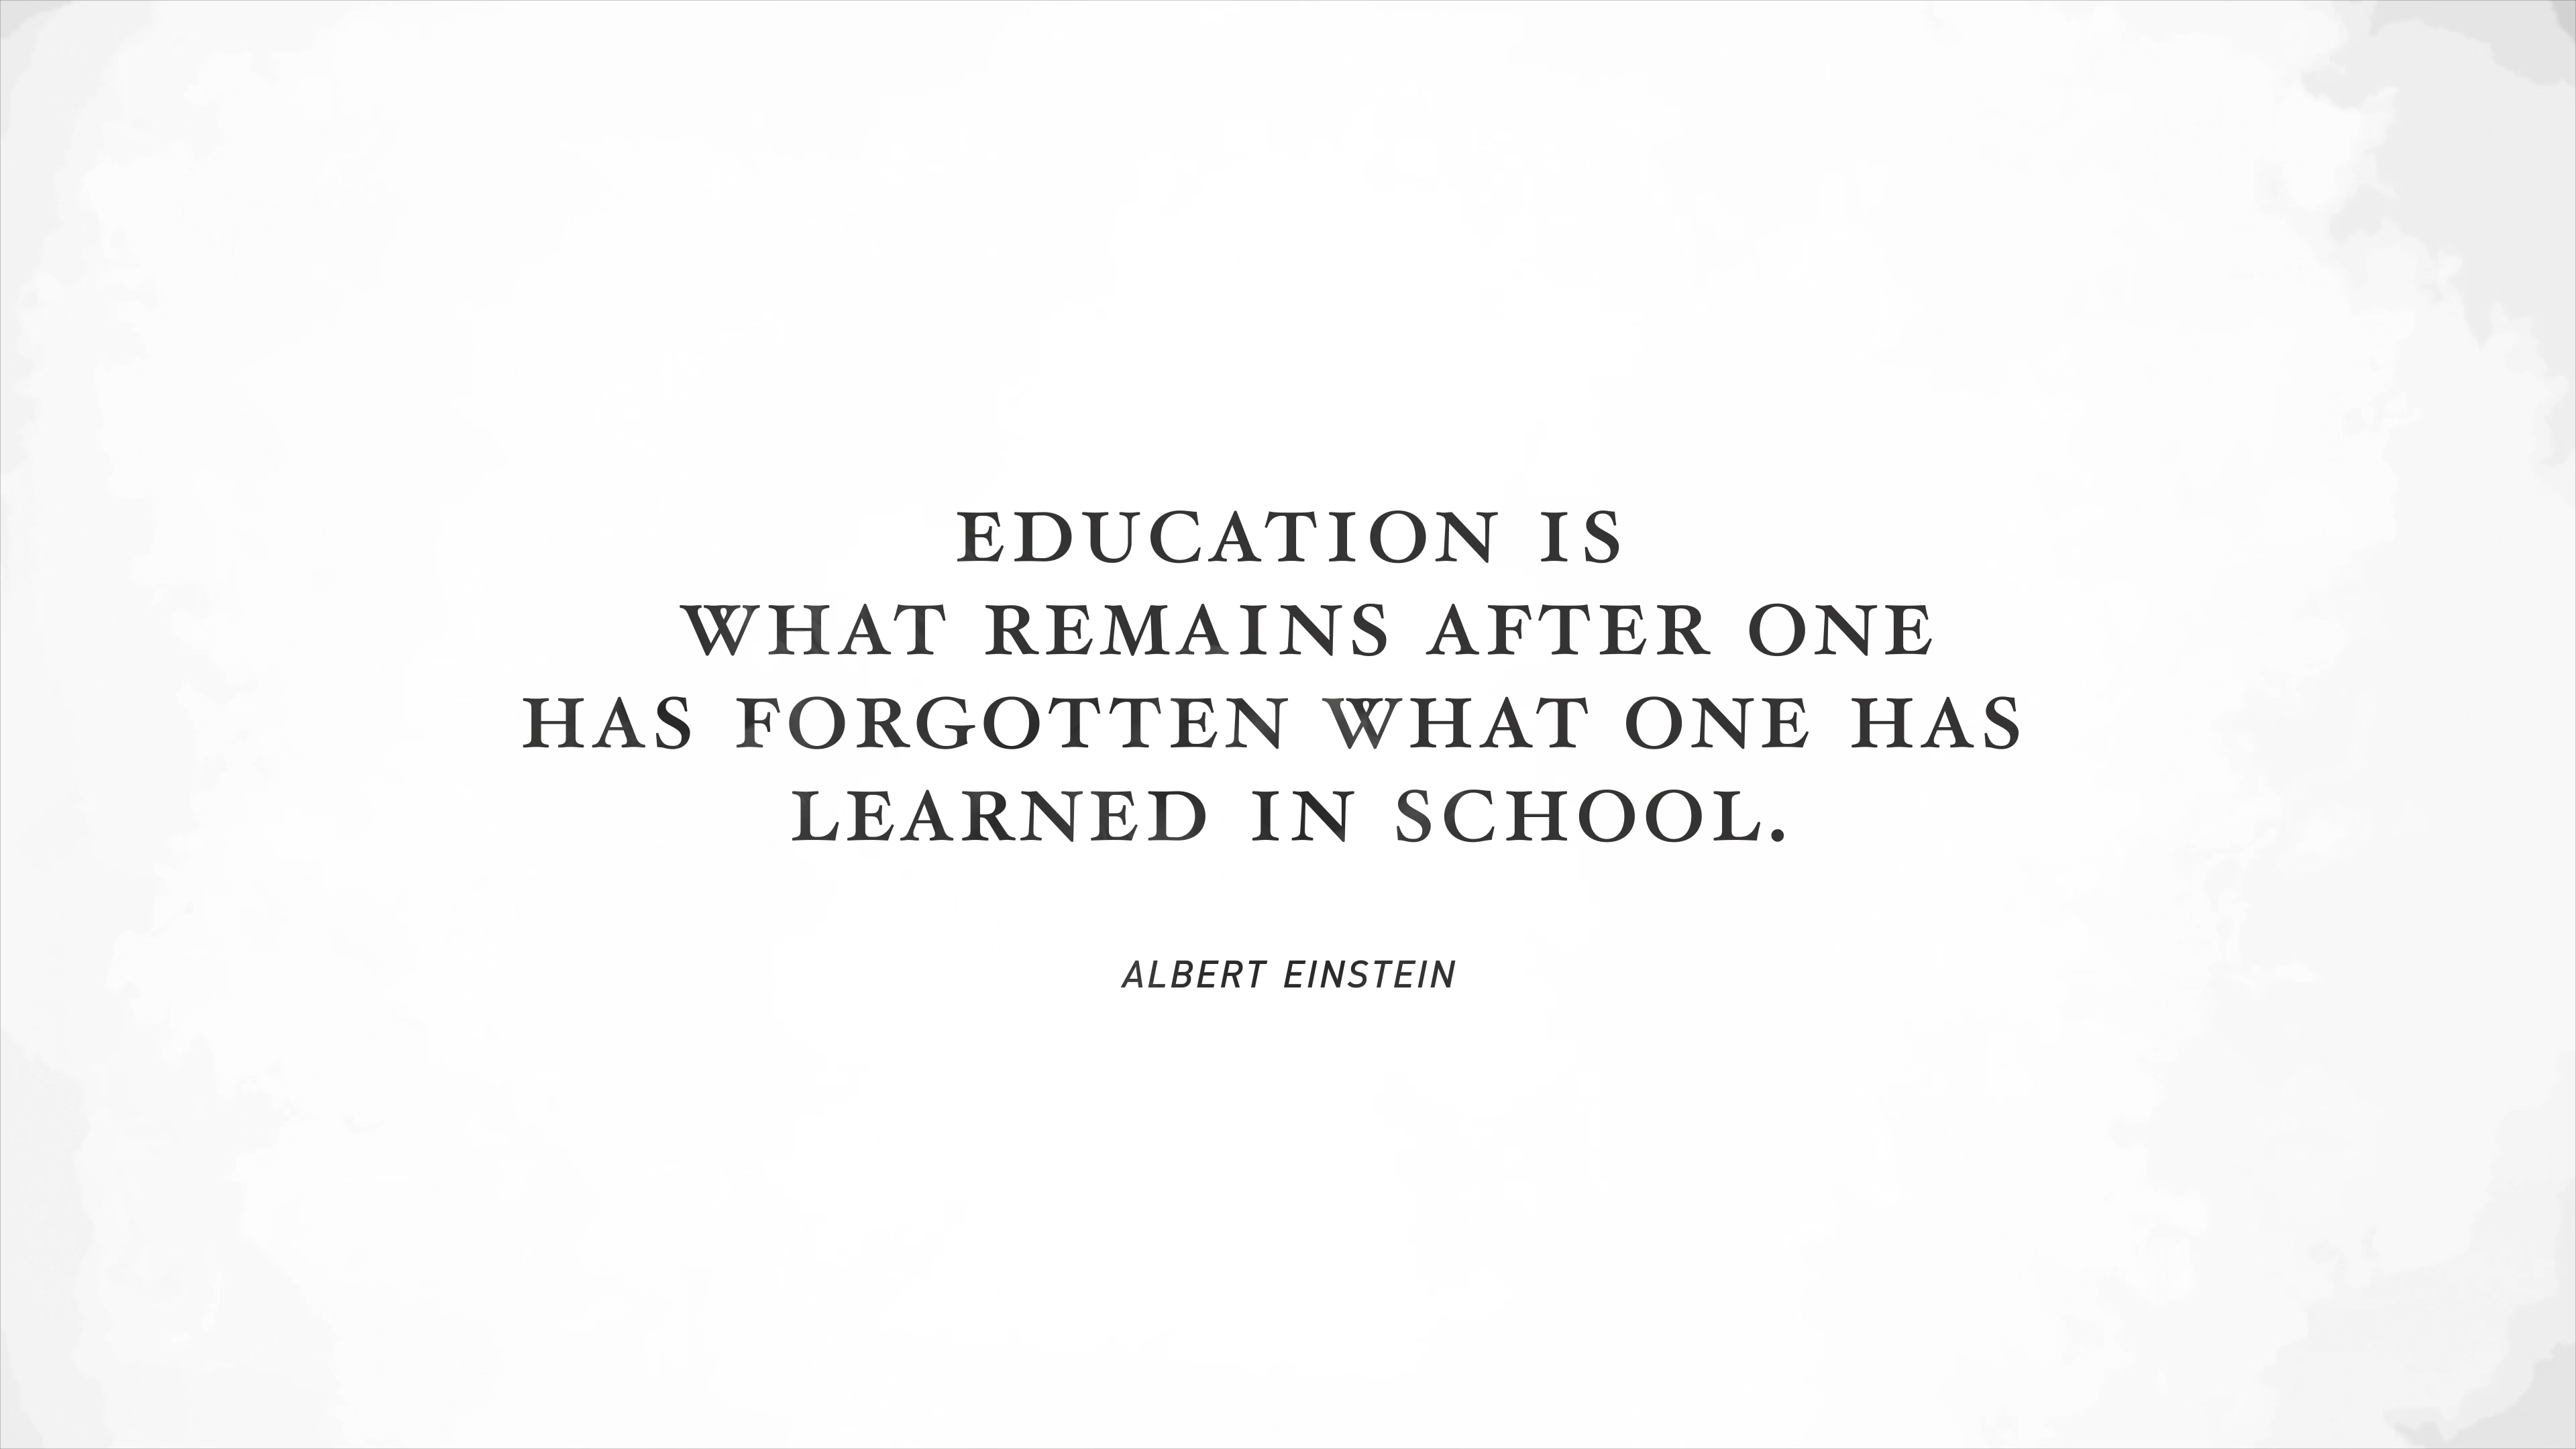 EDUCATION IS
WHAT REMAINS AFTER ONE
HAS FORGOTTEN WHAT ONE HAS
LEARNED IN SCHOOL.
ALBERT EINSTEIN